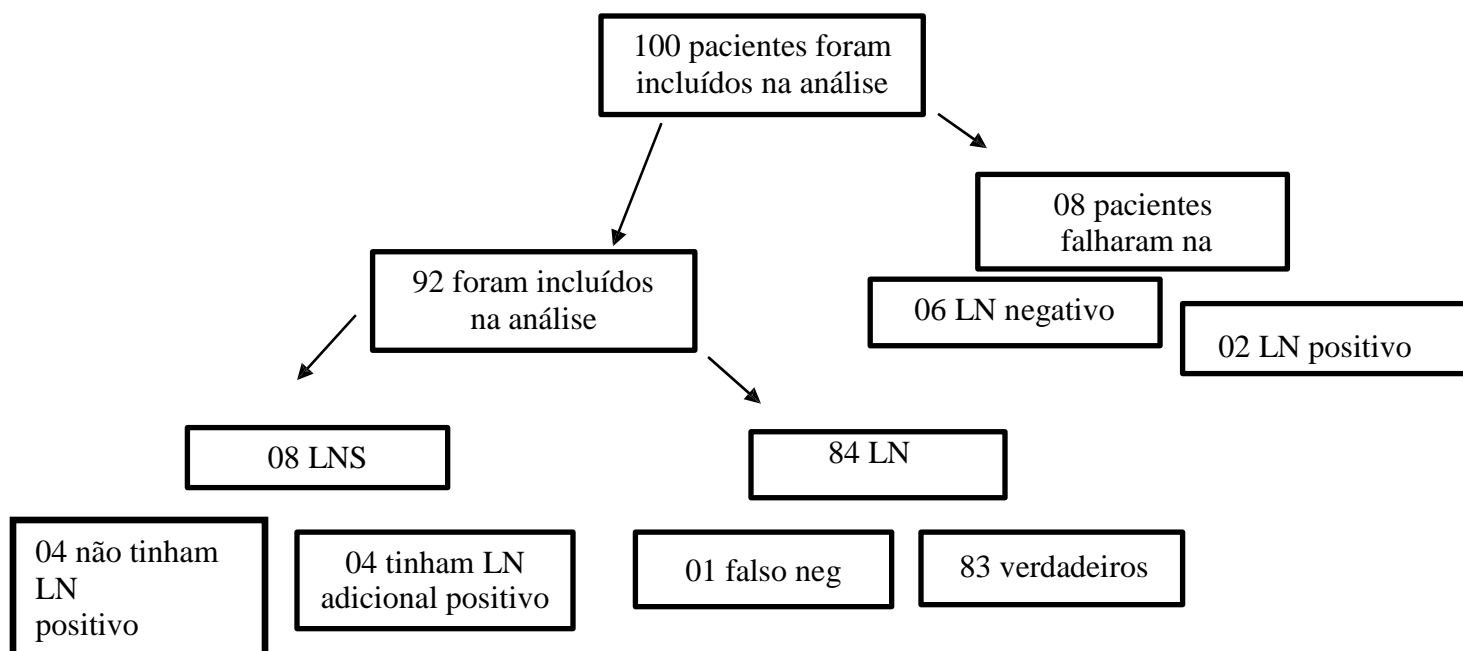 100 pacientes foram
incluídos na análise
08 pacientes
falharam na
92 foram incluídos
na análise
06 LN negativo
02 LN positivo
08 LNS
84 LN
04 não tinham
LN
positivo
04 tinham LN
adicional positivo
01 falso neg
83 verdadeiros